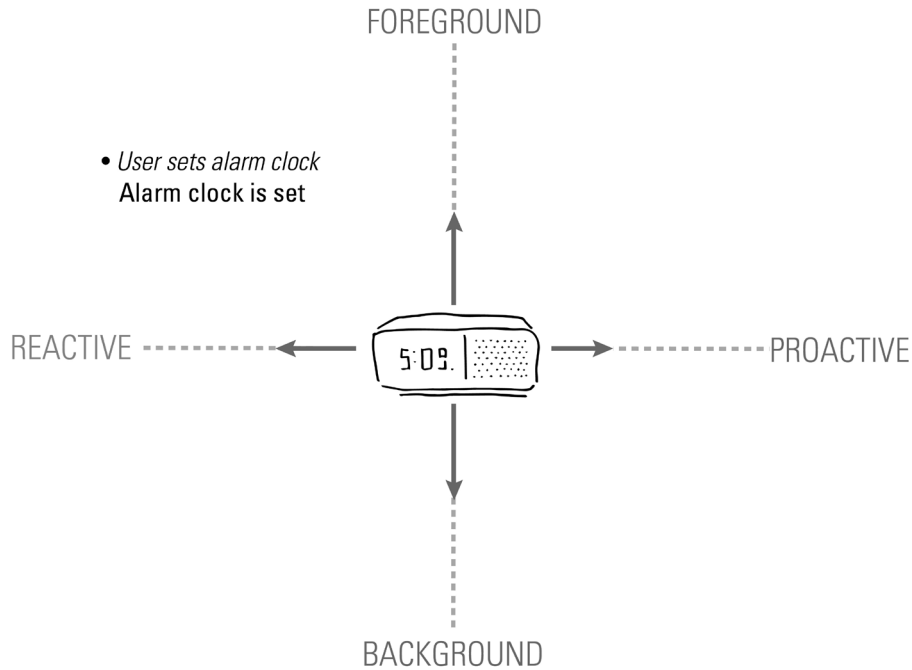 FOREGROUND
• User sets alarm clock
Alarm clock is set
REACTIVE
5:09.
PROACTIVE
BACKGROUND